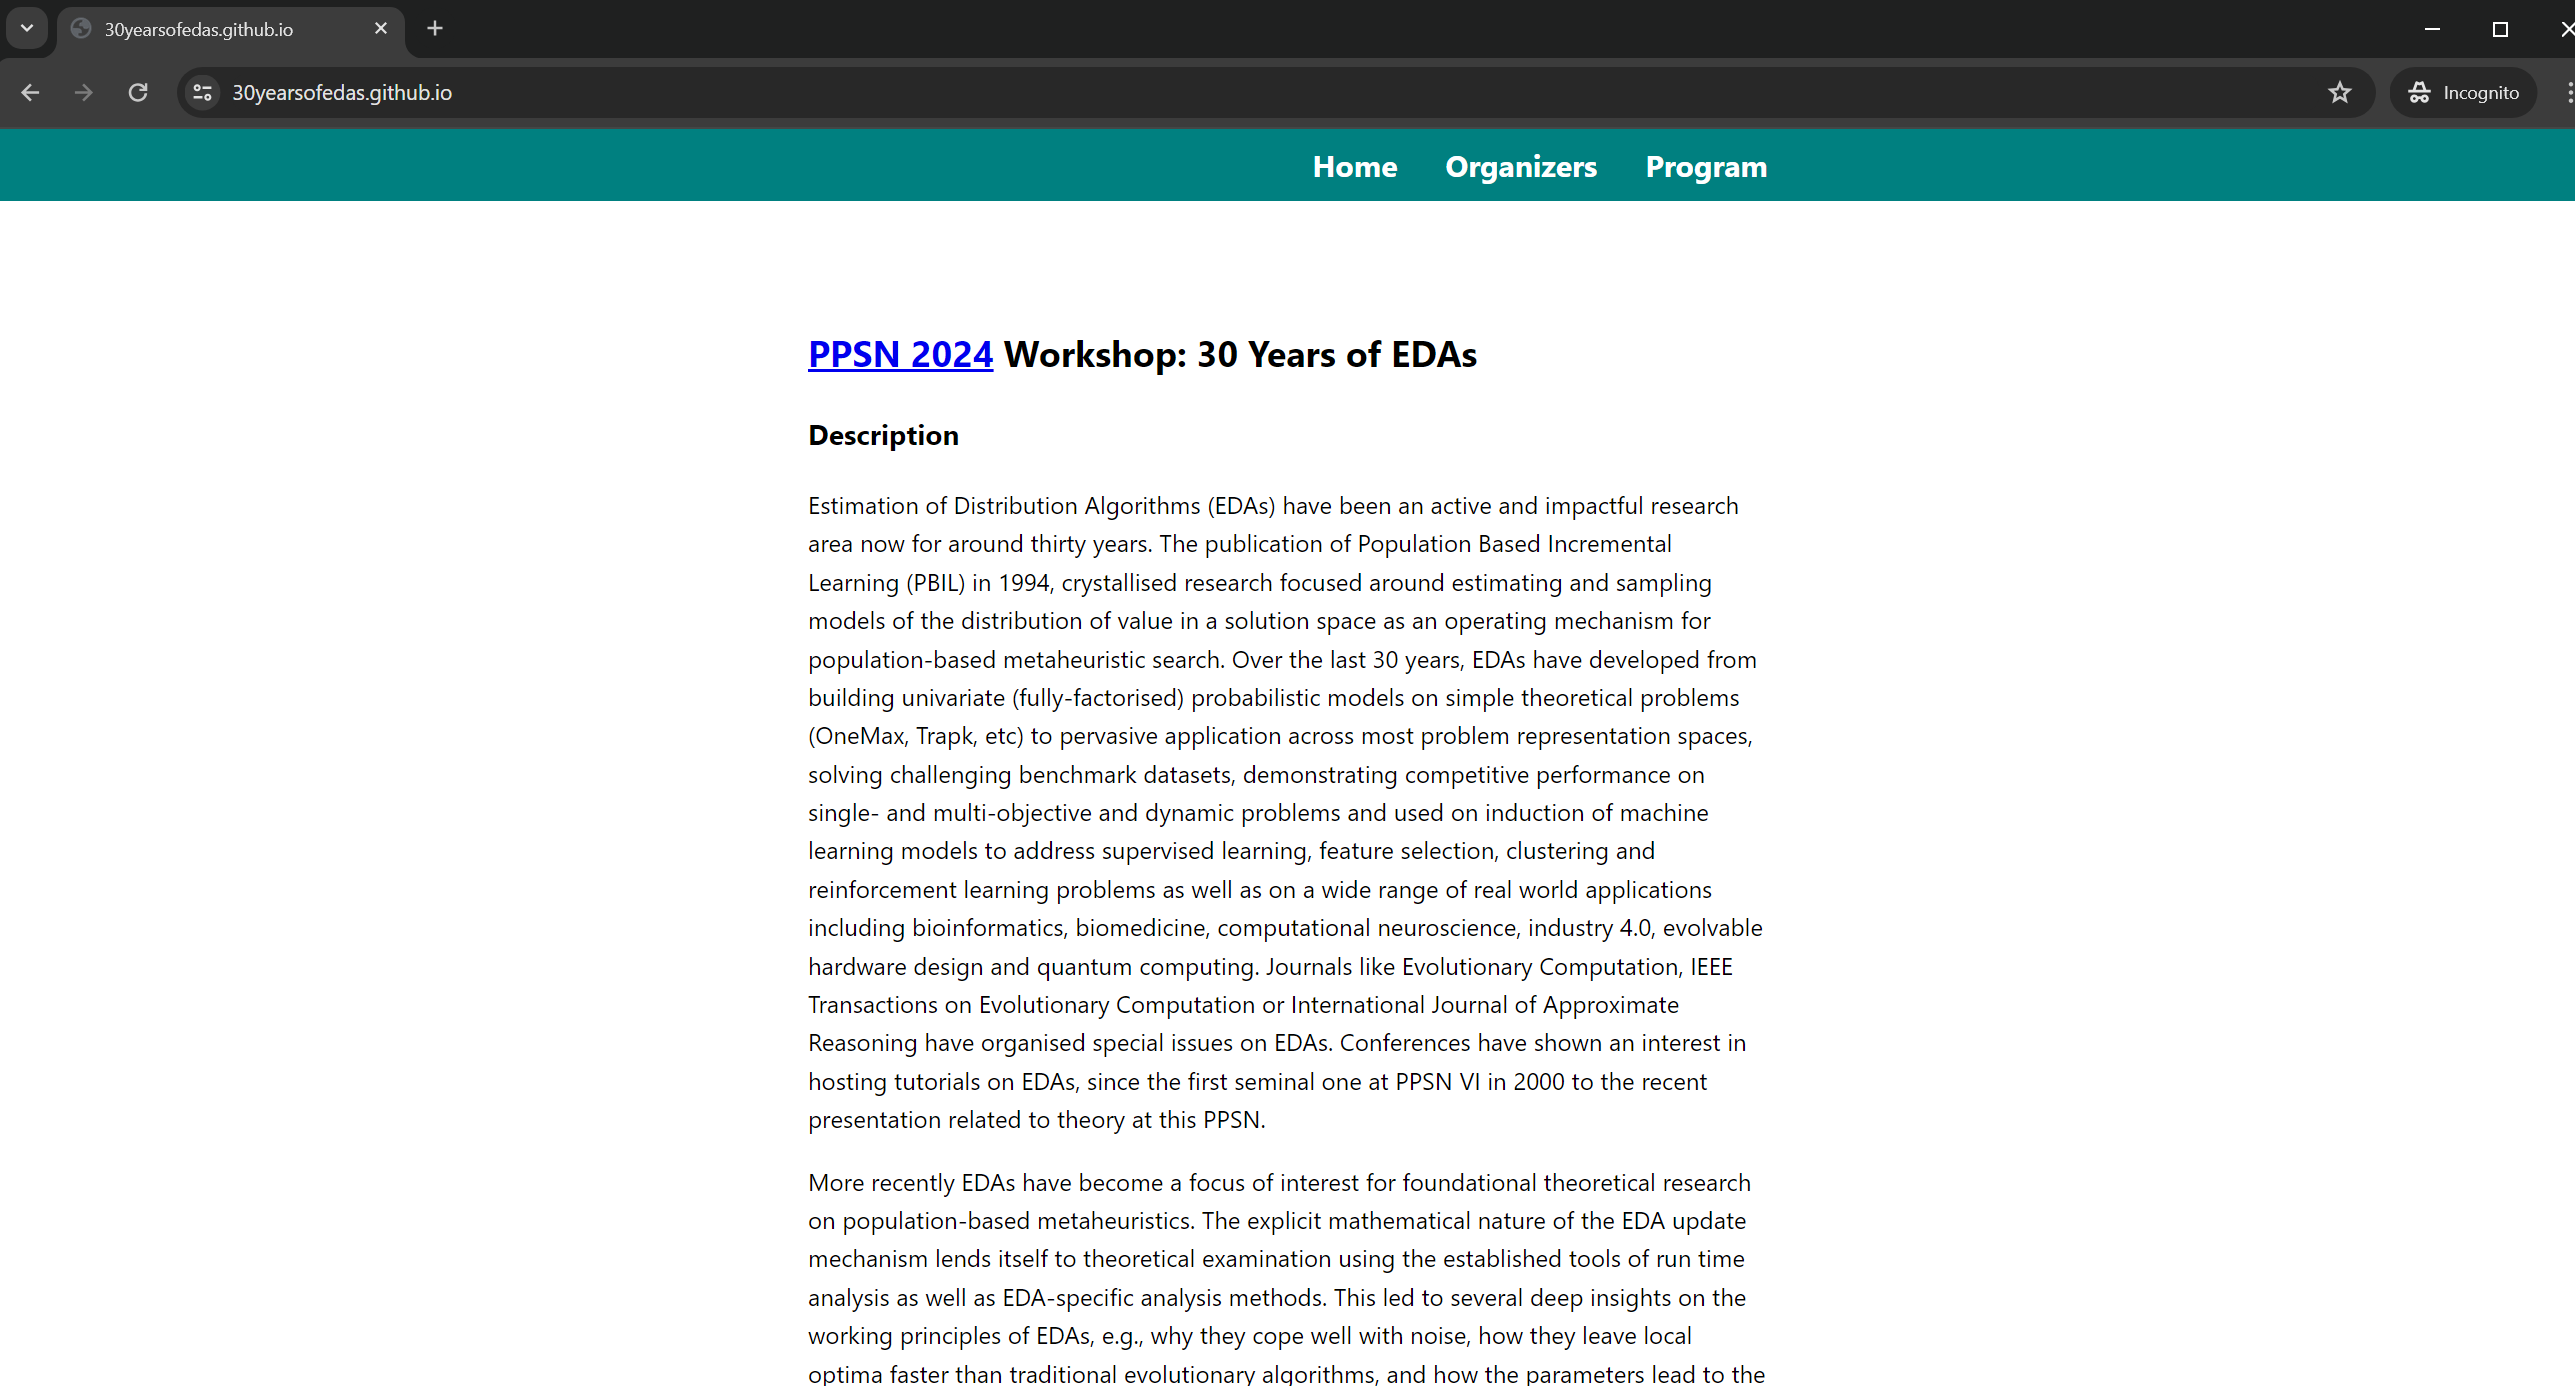 30yearsofedas.github.io
30yearsofedas.github.io
Incognito
Home Organizers Program
PPSN 2024 Workshop: 30 Years of EDAs
Description
Estimation of Distribution Algorithms (EDAs) have been an active and impactful research
area now for around thirty years. The publication of Population Based Incremental
Learning (PBIL) in 1994, crystallised research focused around estimating and sampling
models of the distribution of value in a solution space as an operating mechanism for
population-based metaheuristic search. Over the last 30 years, EDAs have developed from
building univariate (fully-factorised) probabilistic models on simple theoretical problems
(OneMax, Trapk, etc) to pervasive application across most problem representation spaces,
solving challenging benchmark datasets, demonstrating competitive performance on
single- and multi-objective and dynamic problems and used on induction of machine
learning models to address supervised learning, feature selection, clustering and
reinforcement learning problems as well as on a wide range of real world applications
including bioinformatics, biomedicine, computational neuroscience, industry 4.0, evolvable
hardware design and quantum computing. Journals like Evolutionary Computation, IEEE
Transactions on Evolutionary Computation or International Journal of Approximate
Reasoning have organised special issues on EDAs. Conferences have shown an interest in
hosting tutorials on EDAs, since the first seminal one at PPSN VI in 2000 to the recent
presentation related to theory at this PPSN.
More recently EDAs have become a focus of interest for foundational theoretical research
on population-based metaheuristics. The explicit mathematical nature of the EDA update
mechanism lends itself to theoretical examination using the established tools of run time
analysis as well as EDA-specific analysis methods. This led to several deep insights on the
working principles of EDAs, e.g., why they cope well with noise, how they leave local
optima faster than traditional evolutionary algorithms, and how the parameters lead to the